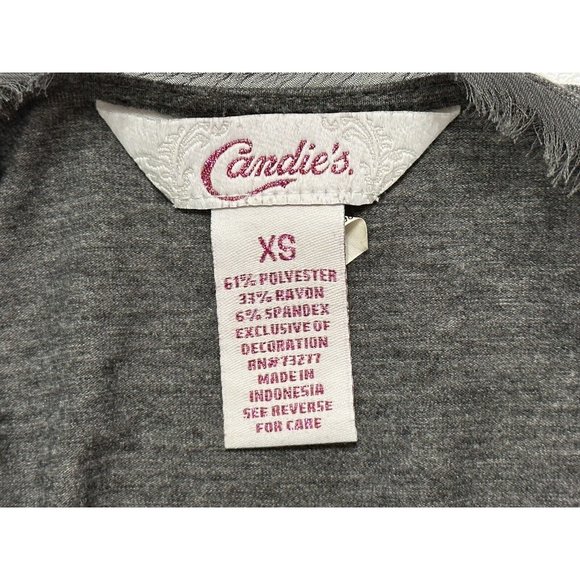 Candie's.
XS
61% POLYESTER
33% RAYON
6% SPANDEX
EXCLUSIVE OF
DECORATION
RN#73277
MADE IN
INDONESIA
SEE REVERSE
FOR CARE